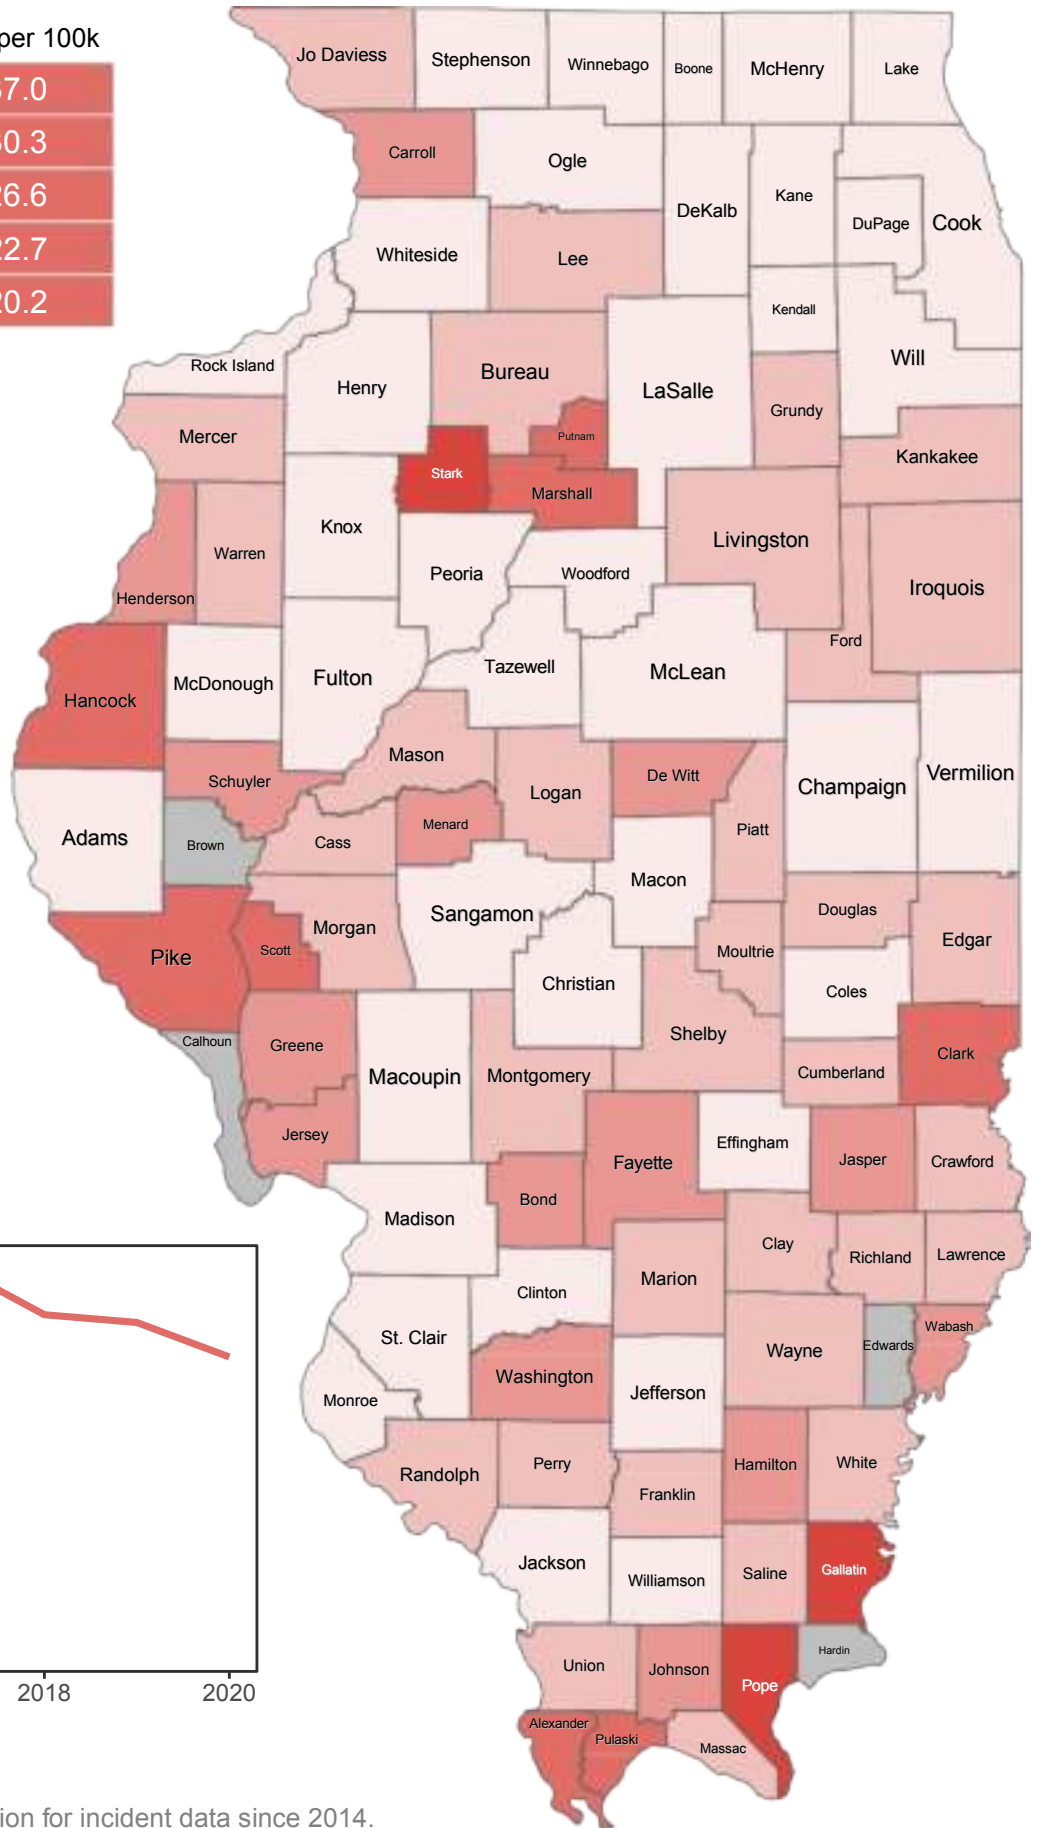 per 100k
7.0
0.3
26.6
22.7
20.2
Jo Daviess
Stephenson
Winnebago
Boone
McHenry
Lake
Carroll
Ogle
DeKalb
Kane
DuPage
Cook
Whiteside
Lee
Kendall
Will
Rock Island
Henry
Bureau
LaSalle
Grundy
Mercer
Putnam
Kankakee
Stark
Marshall
Knox
Warren
Henderson
Peoria
Woodford
Livingston
Iroquois
Ford
Hancock
McDonough
Fulton
Tazewell
McLean
Schuyler
Mason
Logan
De Witt
Champaign
Vermilion
Adams
Brown
Cass
Menard
Piatt
Macon
Sangamon
Douglas
Edgar
Pike
Scott
Morgan
Christian
Moultrie
Coles
Calhoun
Greene
Macoupin
Montgomery
Shelby
Cumberland
Clark
Jersey
Bond
Fayette
Effingham
Jasper
Crawford
Madison
Clay
Richland
Lawrence
Clinton
Marion
St. Clair
Washington
Wayne
Edwards
Wabash
Monroe
Jefferson
Randolph
Perry
Franklin
Hamilton
White
Jackson
Williamson
Saline
Gallatin
Union
Johnson
Pope
Hardin
Alexander
Pulaski
Massac
2018
2020
ion for incident data since 2014.